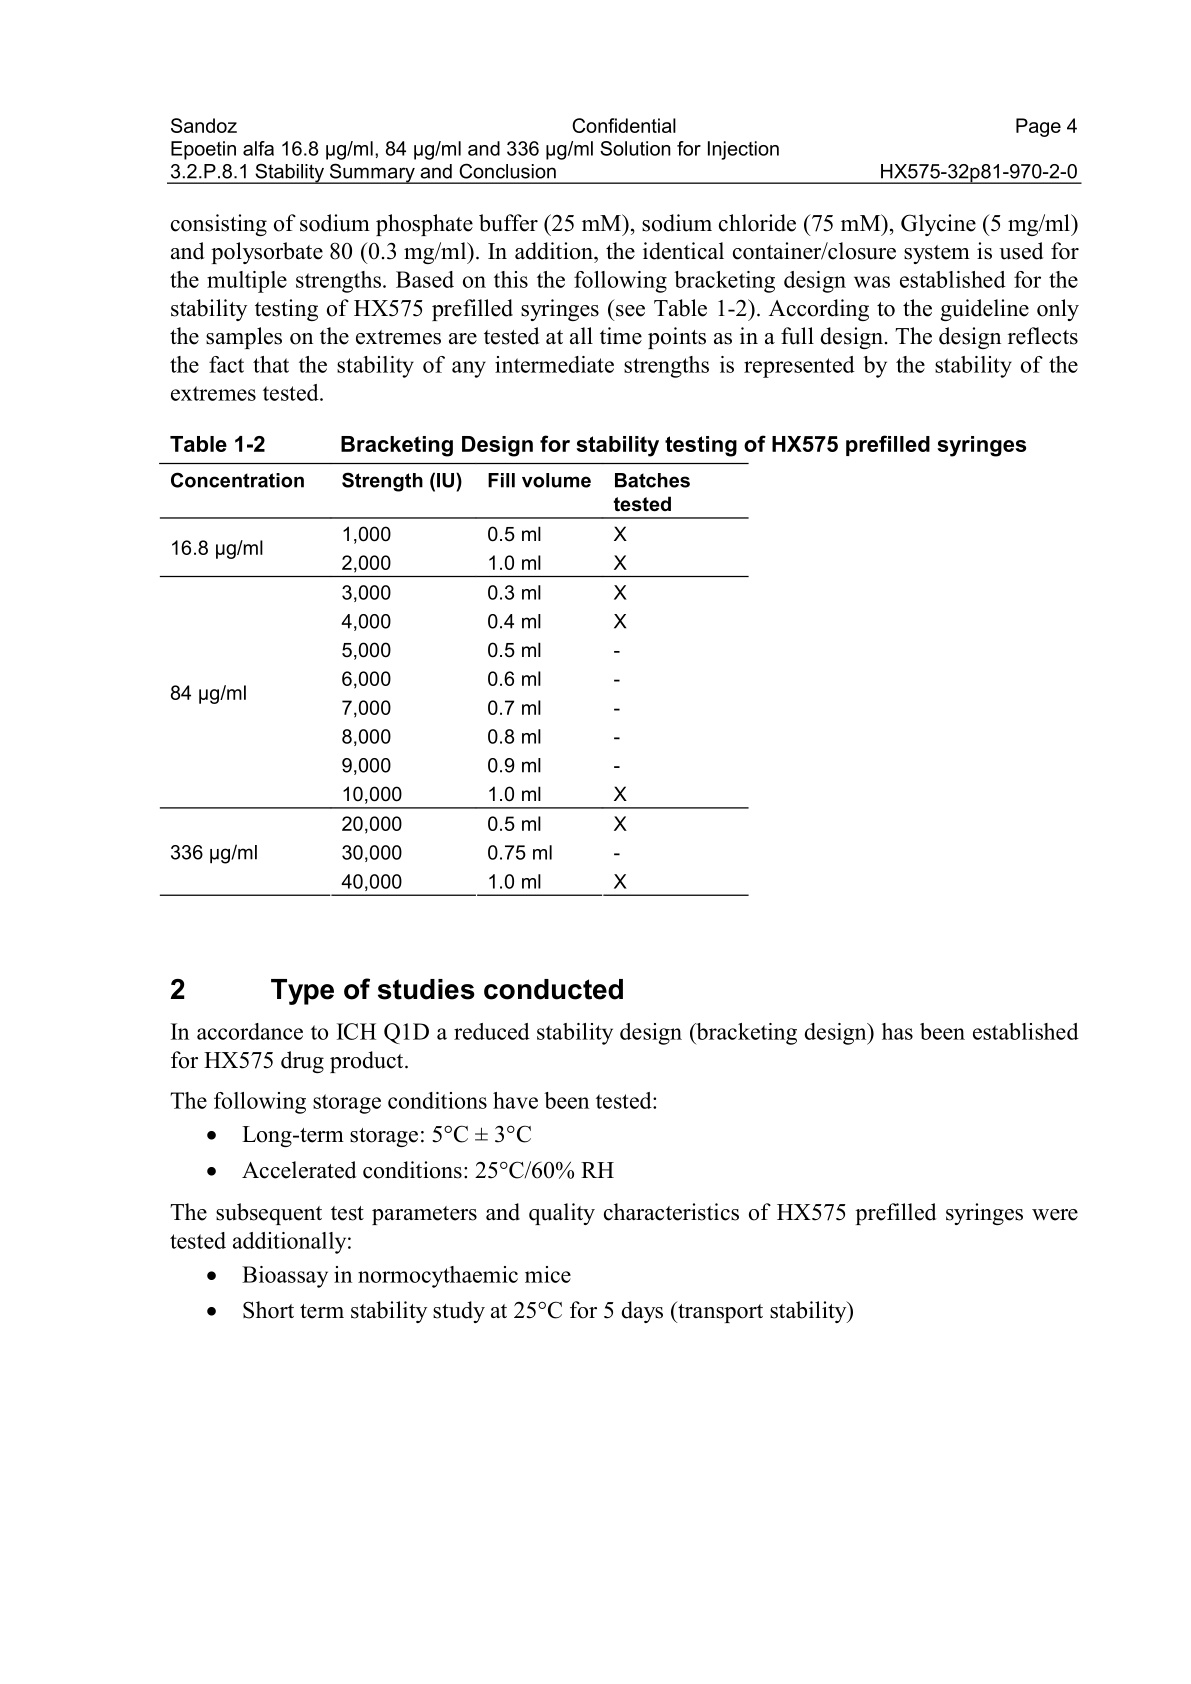 Sandoz Confidential Page 4
Epoetin alfa 16.8 µg/ml, 84 µg/ml and 336 µg/ml Solution for Injection
3.2.P.8.1 Stability Summary and Conclusion HX575-32p81-970-2-0
consisting of sodium phosphate buffer (25 mM), sodium chloride (75 mM), Glycine (5 mg/ml)
and polysorbate 80 (0.3 mg/ml). In addition, the identical container/closure system is used for
the multiple strengths. Based on this the following bracketing design was established for the
stability testing of HX575 prefilled syringes (see Table 1-2). According to the guideline only
the samples on the extremes are tested at all time points as in a full design. The design reflects
the fact that the stability of any intermediate strengths is represented by the stability of the
extremes tested.
Table 1-2 Bracketing Design for stability testing of HX575 prefilled syringes
Concentration Strength (IU) Fill volume Batches
tested
16.8 µg/ml
1,000 0.5 ml X
2,000 1.0 ml X
84 µg/ml
3,000 0.3 ml X
4,000 0.4 ml X
5,000 0.5 ml -
6,000 0.6 ml -
7,000 0.7 ml -
8,000 0.8 ml -
9,000 0.9 ml -
10,000 1.0 ml X
336 µg/ml
20,000 0.5 ml X
30,000 0.75 ml -
40,000 1.0 ml X
2 Type of studies conducted
In accordance to ICH Q1D a reduced stability design (bracketing design) has been established
for HX575 drug product.
The following storage conditions have been tested:
• Long-term storage: 5°C ± 3°C
• Accelerated conditions: 25°C/60% RH
The subsequent test parameters and quality characteristics of HX575 prefilled syringes were
tested additionally:
• Bioassay in normocythaemic mice
• Short term stability study at 25°C for 5 days (transport stability)